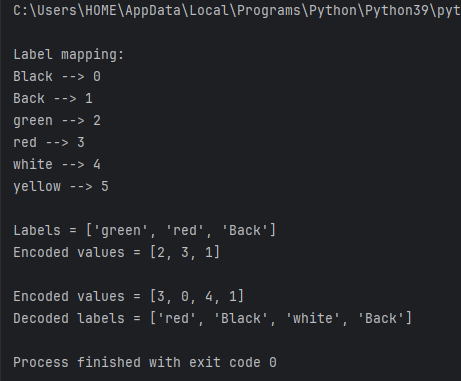 C:\Users\HOME\AppData\Local\Programs\Python\Python39\pyt
Label mapping:
Black --> 0
Back --> 1
green --> 2
red --> 3
white --> 4
yellow --> 5
Labels = ['green', 'red', 'Back']
Encoded values = [2, 3, 1]
Encoded values = [3, 0, 4, 1]
Decoded labels = ['red', 'Black', 'white', 'Back']
Process finished with exit code 0